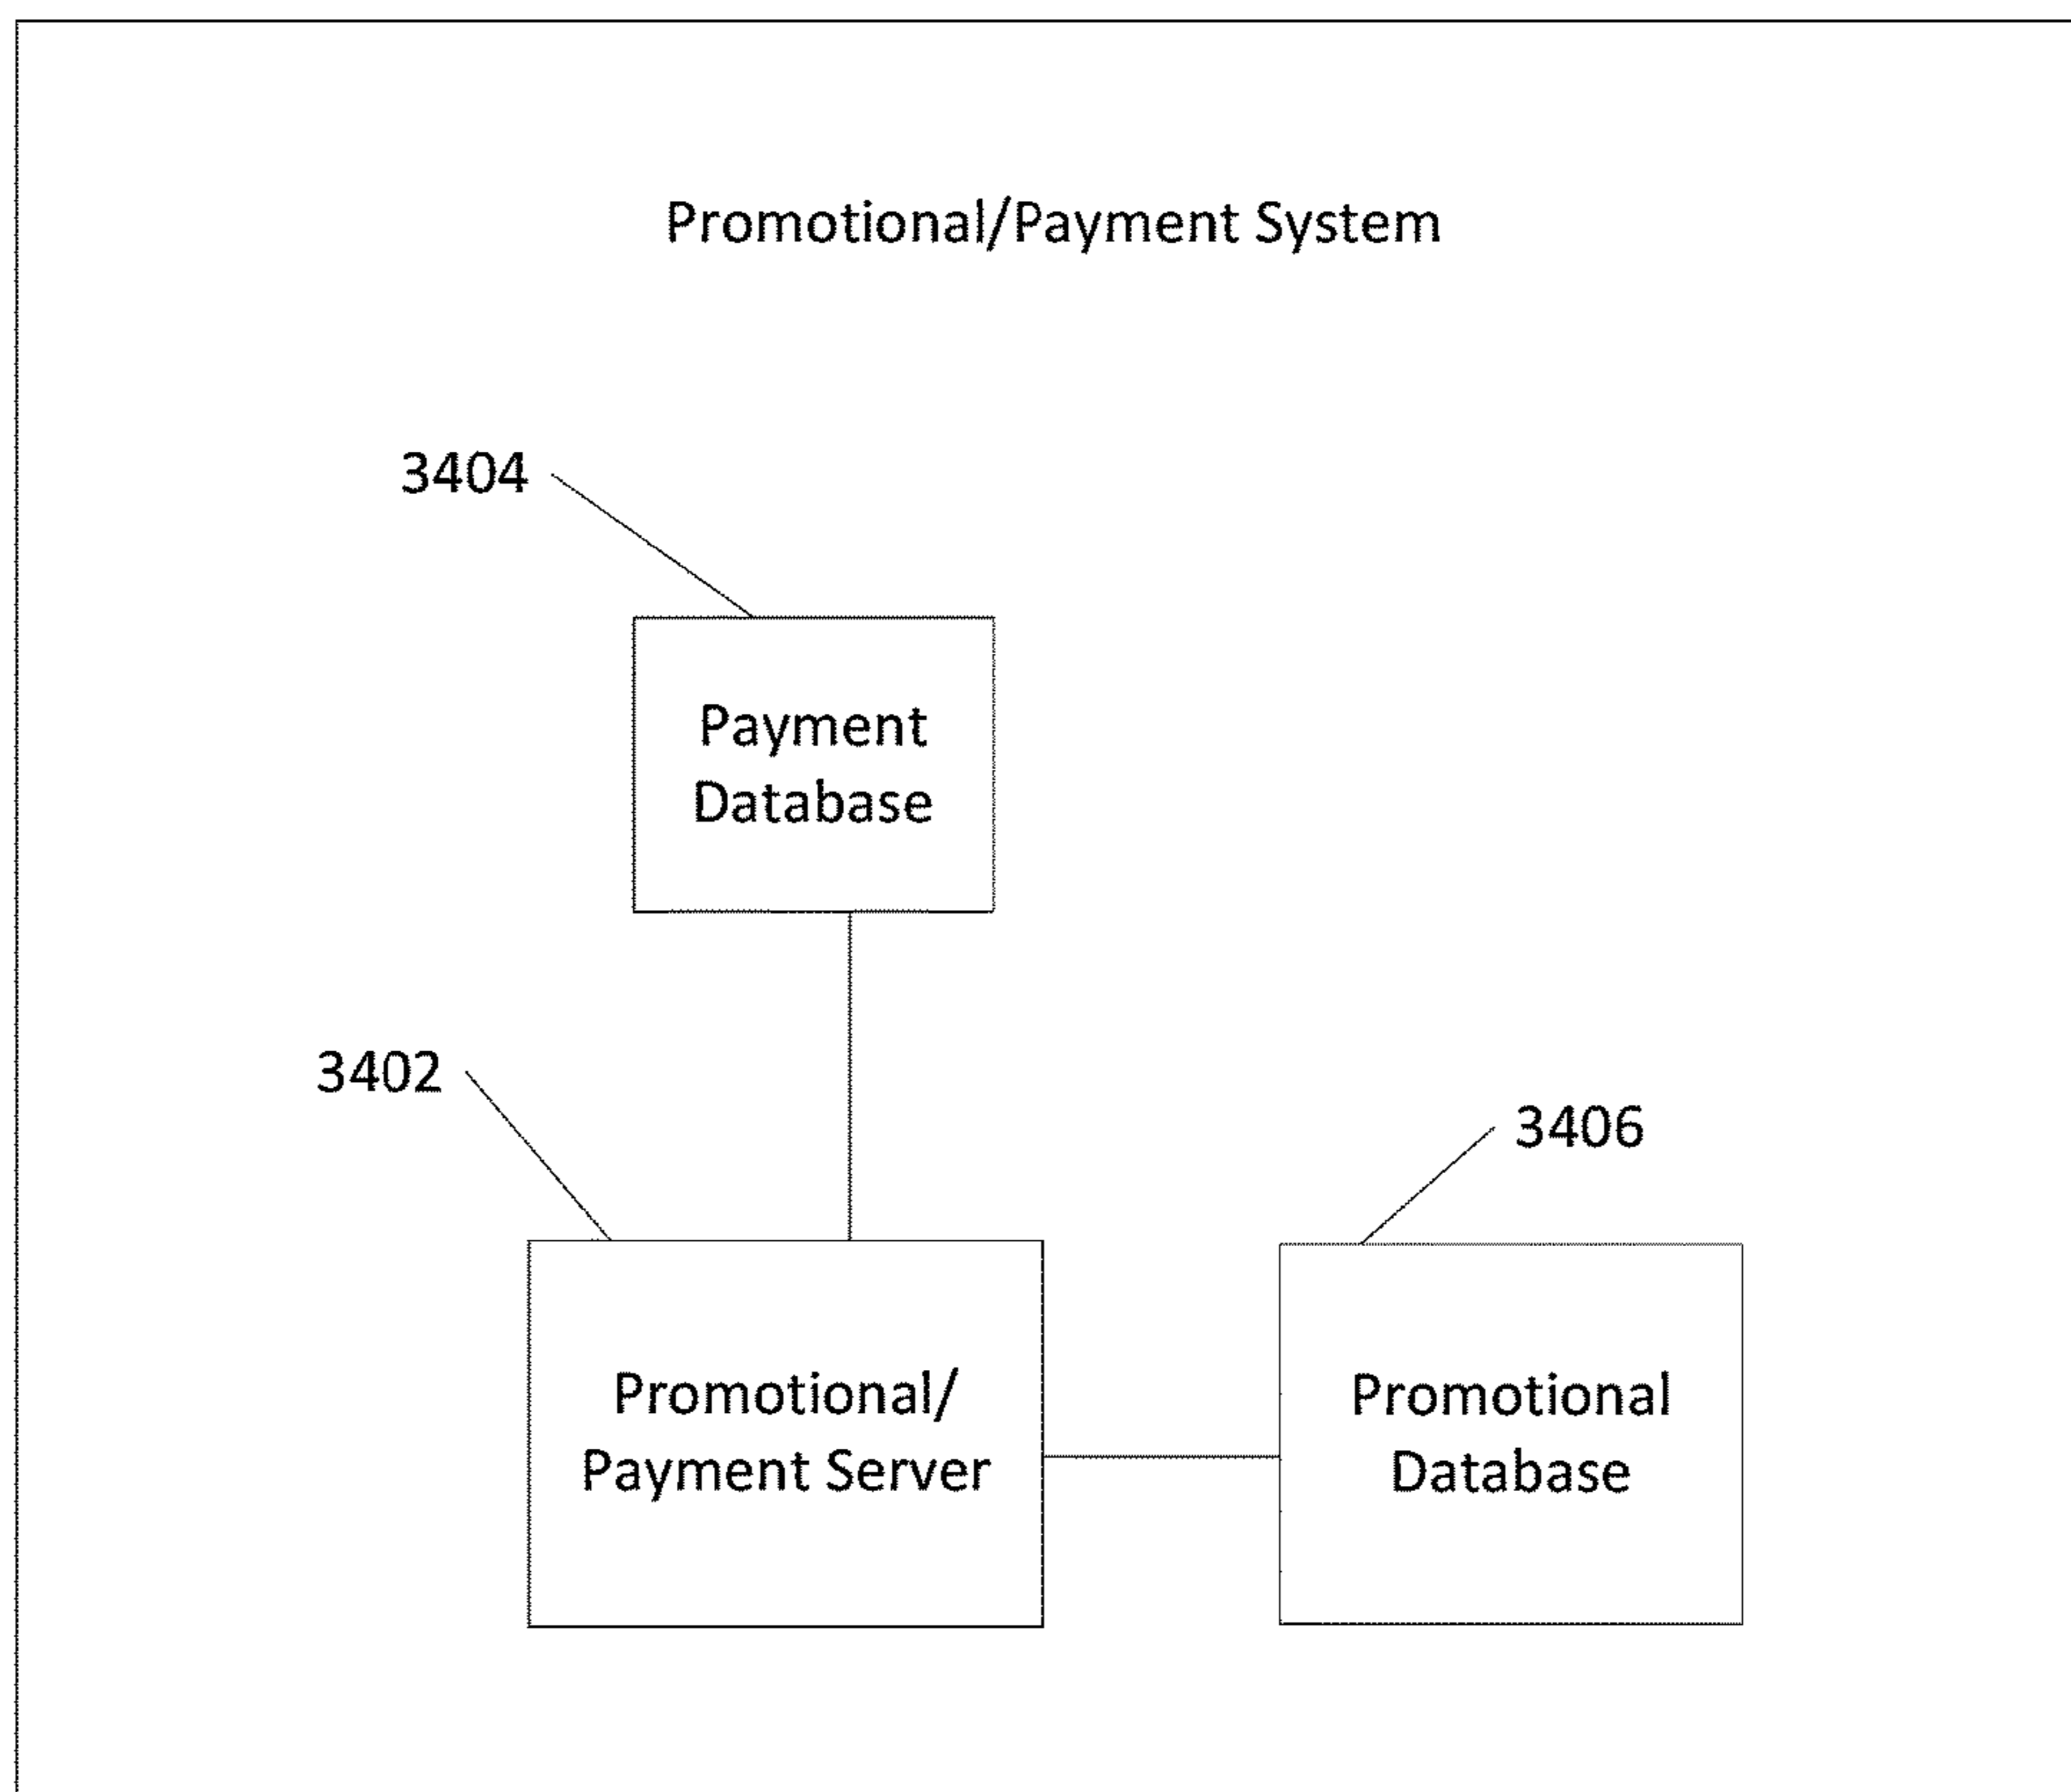 Promotional/Payment System
3404
Payment
Database
3402
3406
Promotional/
Payment Server
Promotional
Database